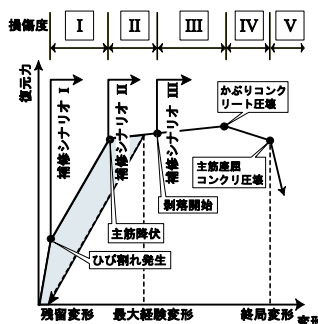 損傷度 I II III IV V
復元力
補修シナリオ I
補修シナリオ II
補修シナリオ III
かぶりコンク
リート圧壊
主筋座屈
コンクリ圧壊
剥落開始
主筋降伏
ひび割れ発生
残留変形 最大経験変形 終局変形 変形